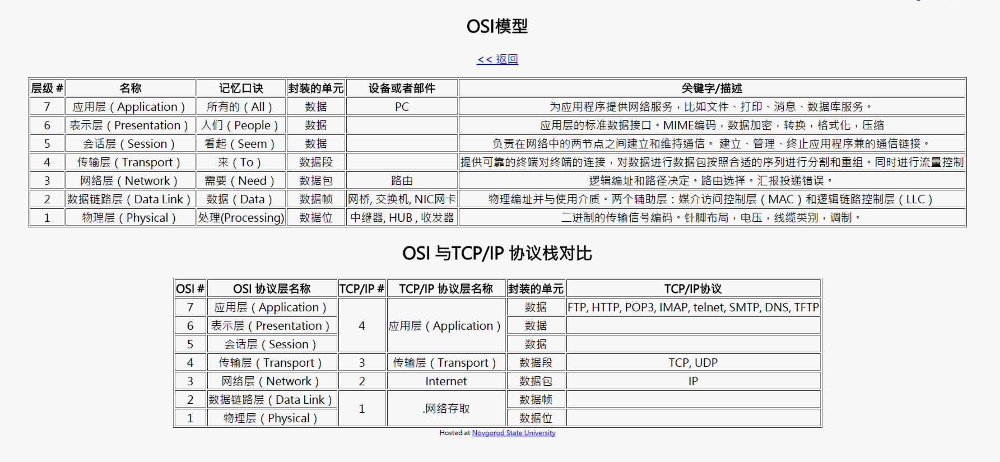 OSI模型
<< 返回
层级 # 名称 记忆口诀 封装的单元 设备或者部件 关键字/描述
7 应用层 ( Application ) 所有的 ( All ) 数据 PC 为应用程序提供网络服务，比如文件、打印、消息、数据库服务。
6 表示层 ( Presentation ) 人们 ( People ) 数据 应用层的标准数据接口。MIME编码，数据加密，转换，格式化，压缩
5 会话层 ( Session ) 看起 ( Seem ) 数据 负责在网络中的两节点之间建立和维持通信。 建立、管理、终止应用程序兼的通信链接。
4 传输层 ( Transport ) 来 ( To ) 数据段 提供可靠的终端对终端的连接，对数据进行数据包按照合适的序列进行分割和重组。同时进行流量控制
3 网络层 ( Network ) 需要 ( Need ) 数据包 路由 逻辑编址和路径决定。路由选择。汇报投递错误。
2 数据链路层 ( Data Link ) 数据 ( Data ) 数据帧 网桥, 交换机, NIC网卡 物理编址并与使用介质。两个辅助层：媒介访问控制层 ( MAC ) 和逻辑链路控制层 ( LLC )
1 物理层 ( Physical ) 处理(Processing) 数据位 中继器, HUB , 收发器 二进制的传输信号编码。针脚布局，电压，线缆类别，调制。
OSI 与TCP/IP 协议栈对比
OSI # OSI 协议层名称 TCP/IP # TCP/IP 协议层名称 封装的单元 TCP/IP协议
7 应用层 ( Application ) 4 应用层 ( Application ) 数据 FTP, HTTP, POP3, IMAP, telnet, SMTP, DNS, TFTP
6 表示层 ( Presentation ) 数据
5 会话层 ( Session ) 数据
4 传输层 ( Transport ) 3 传输层 ( Transport ) 数据段 TCP, UDP
3 网络层 ( Network ) 2 Internet 数据包 IP
2 数据链路层 ( Data Link ) 1 .网络存取 数据帧
1 物理层 ( Physical ) 数据位
Hosted at Novgorod State University